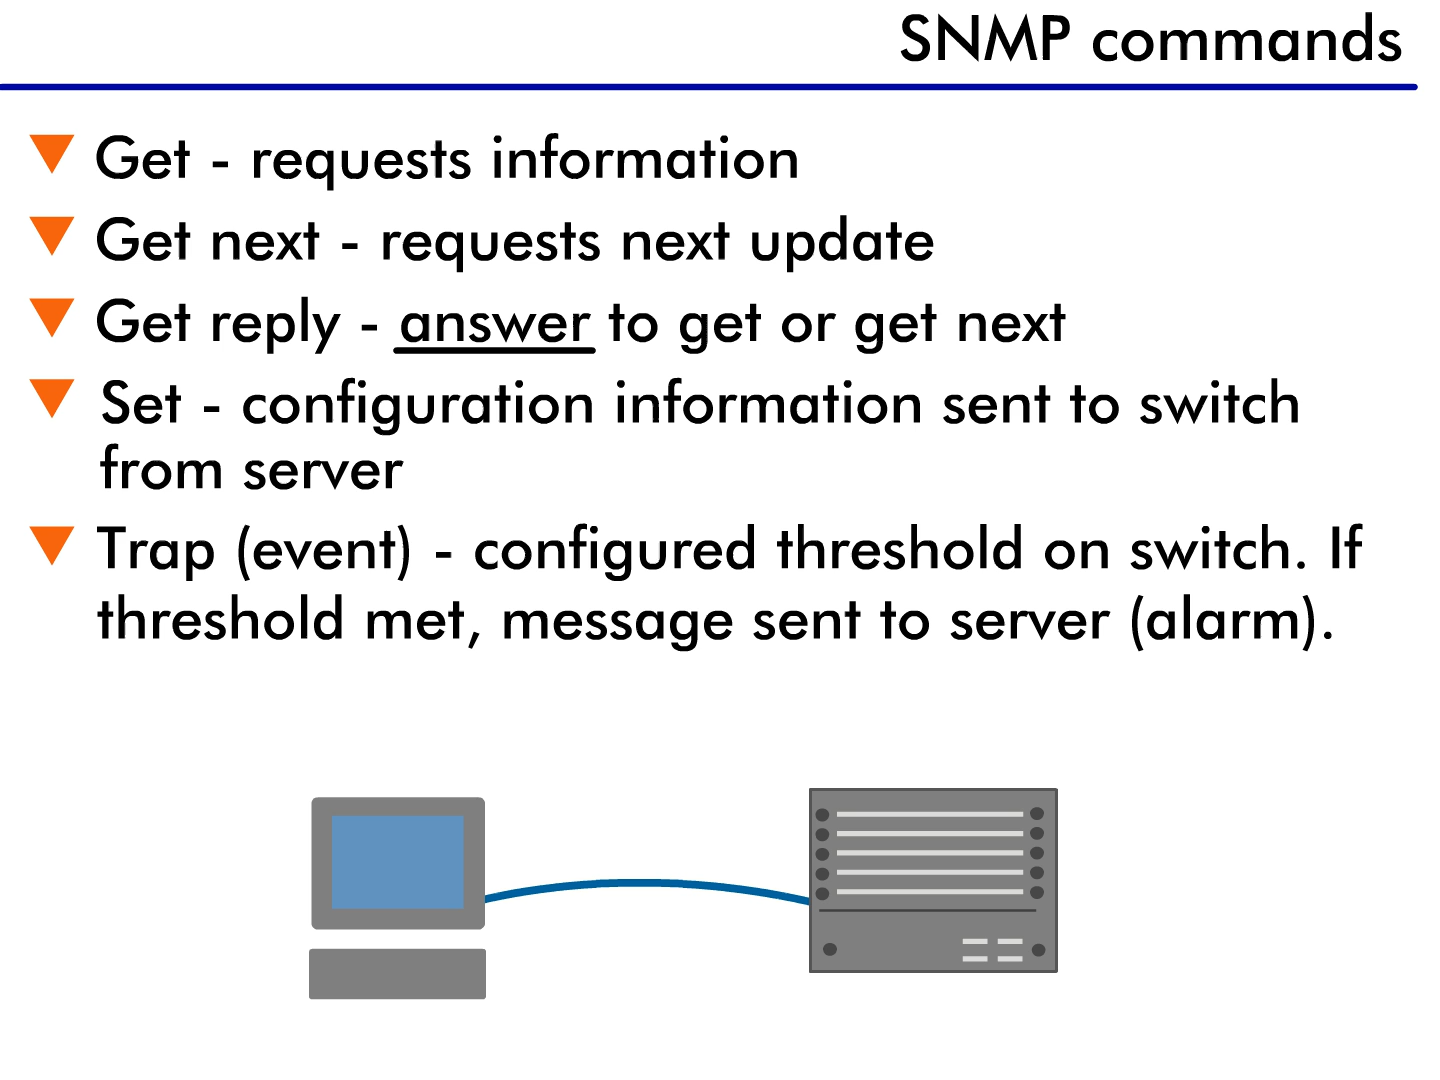 SNMP commands
Get - requests information
Get next - requests next update
Get reply - answer to get or get next
Set - configuration information sent to switch
from server
Trap (event) - configured threshold on switch. If
threshold met, message sent to server (alarm).